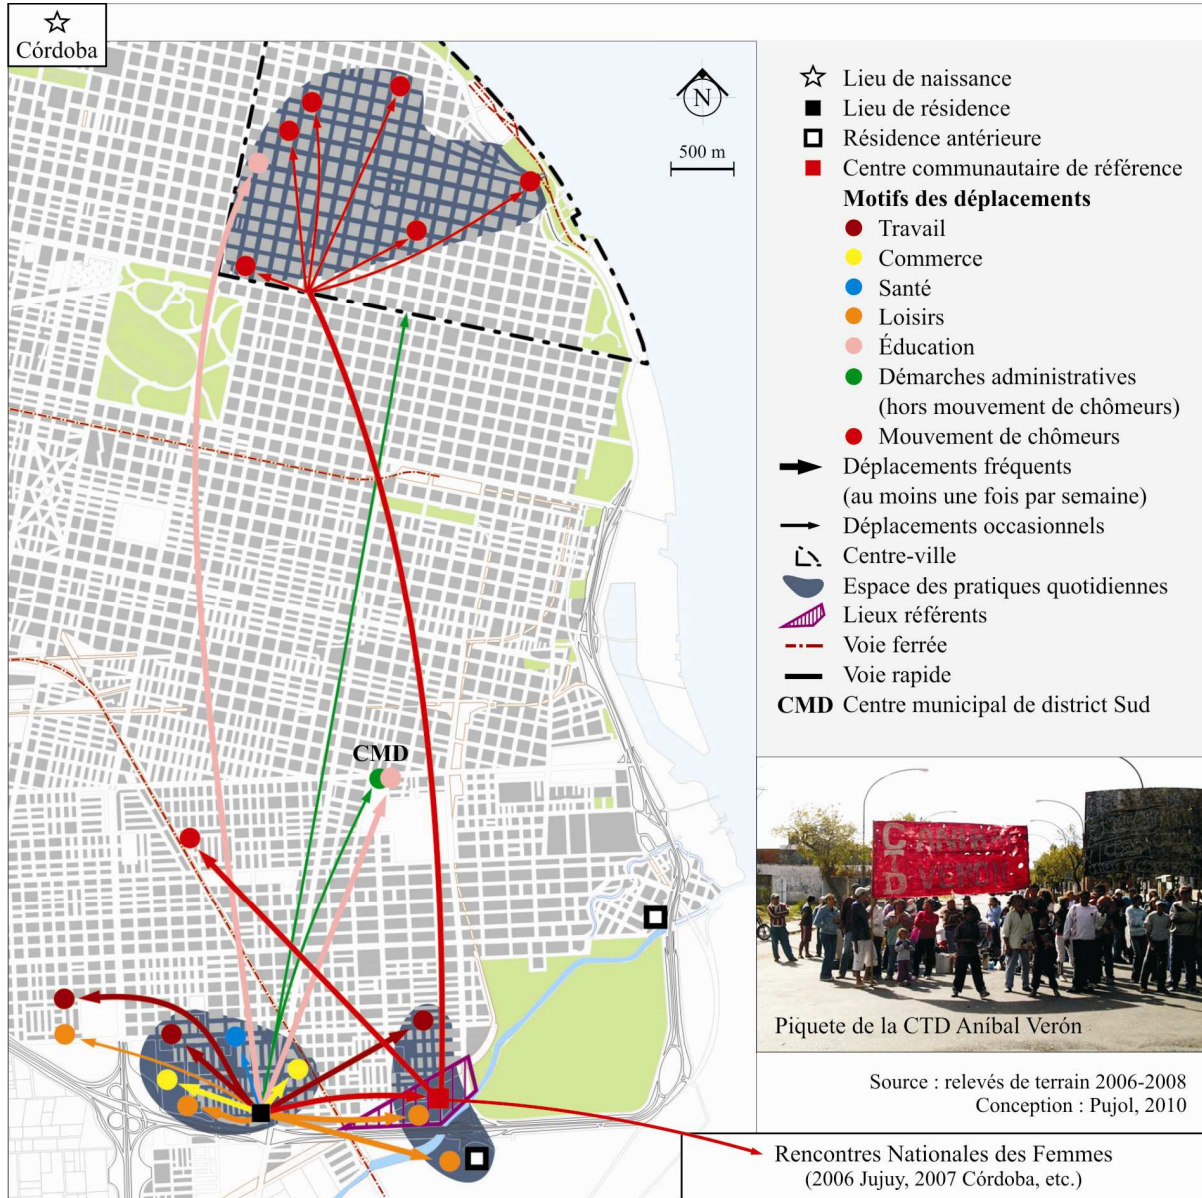 Córdoba
N
500 m
CMD
Lieu de naissance
Lieu de résidence
Résidence antérieure
Centre communautaire de référence
Motifs des déplacements
Travail
Commerce
Santé
Loisirs
Éducation
Démarches administratives
(hors mouvement de chômeurs)
Mouvement de chômeurs
Déplacements fréquents
(au moins une fois par semaine)
Déplacements occasionnels
Centre-ville
Espace des pratiques quotidiennes
Lieux référents
Voie ferrée
Voie rapide
CMD Centre municipal de district Sud
CTD
VERON
Piquete de la CTD Aníbal Verón
Source : relevés de terrain 2006-2008
Conception : Pujol, 2010
Rencontres Nationales des Femmes
(2006 Jujuy, 2007 Córdoba, etc.)